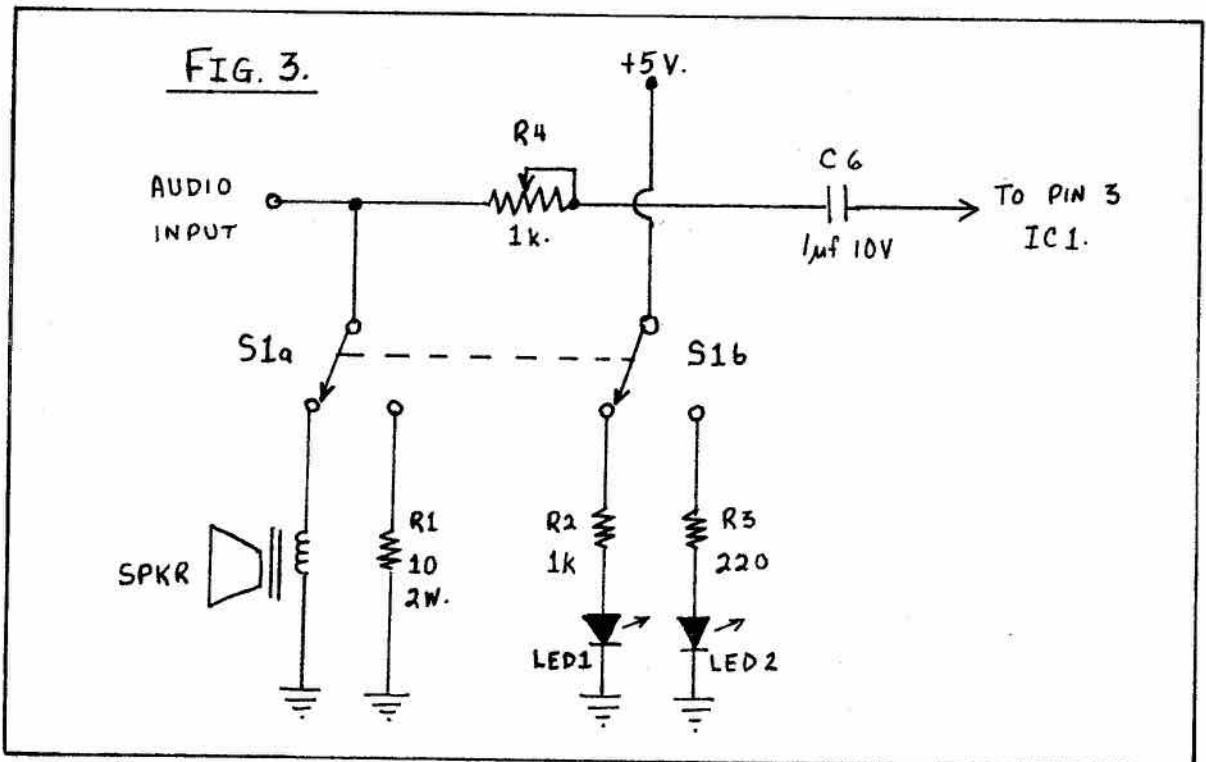 FIG. 3.
+5V.
R4
C6
AUDIO
INPUT
1k.
1µf 10V
TO PIN 3
IC1.
S1a
S1b
SPKR
R1
10
2W.
R2
1k
R3
220
LED1
LED2